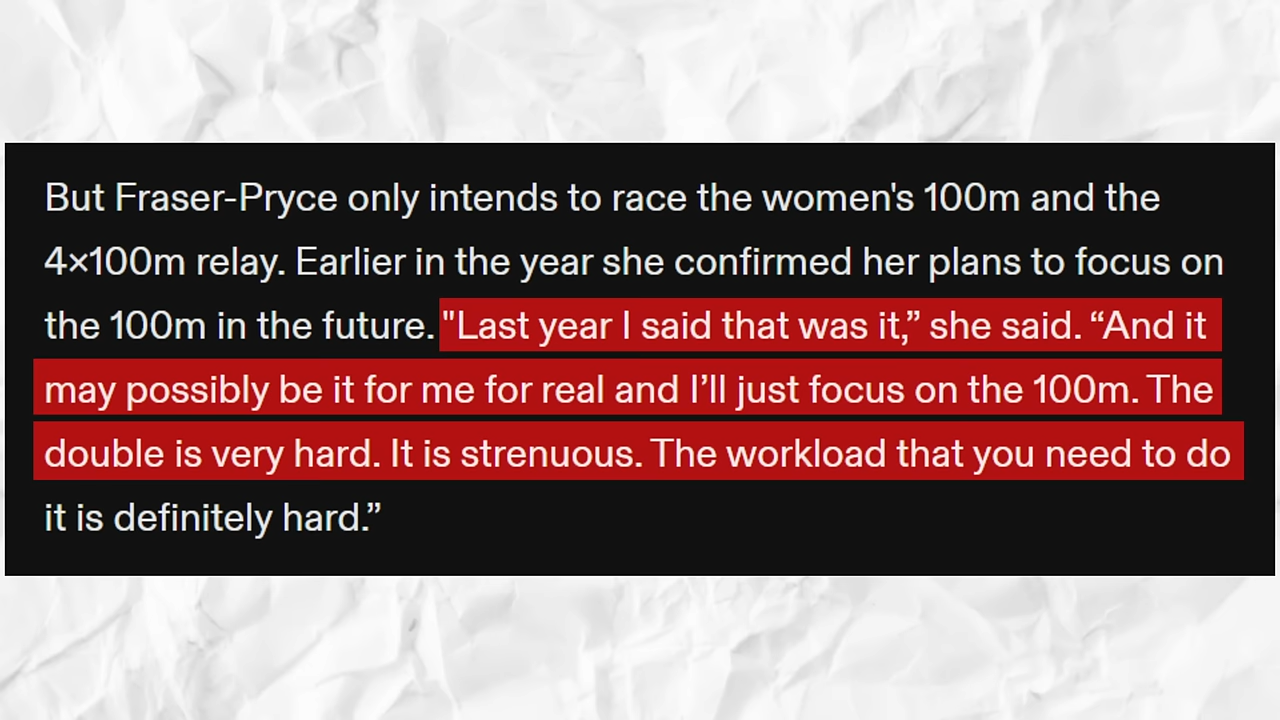 But Fraser-Pryce only intends to race the women's 100m and the
4×100m relay. Earlier in the year she confirmed her plans to focus on
the 100m in the future. "Last year I said that was it,” she said. “And it
may possibly be it for me for real and I’ll just focus on the 100m. The
double is very hard. It is strenuous. The workload that you need to do
it is definitely hard.”